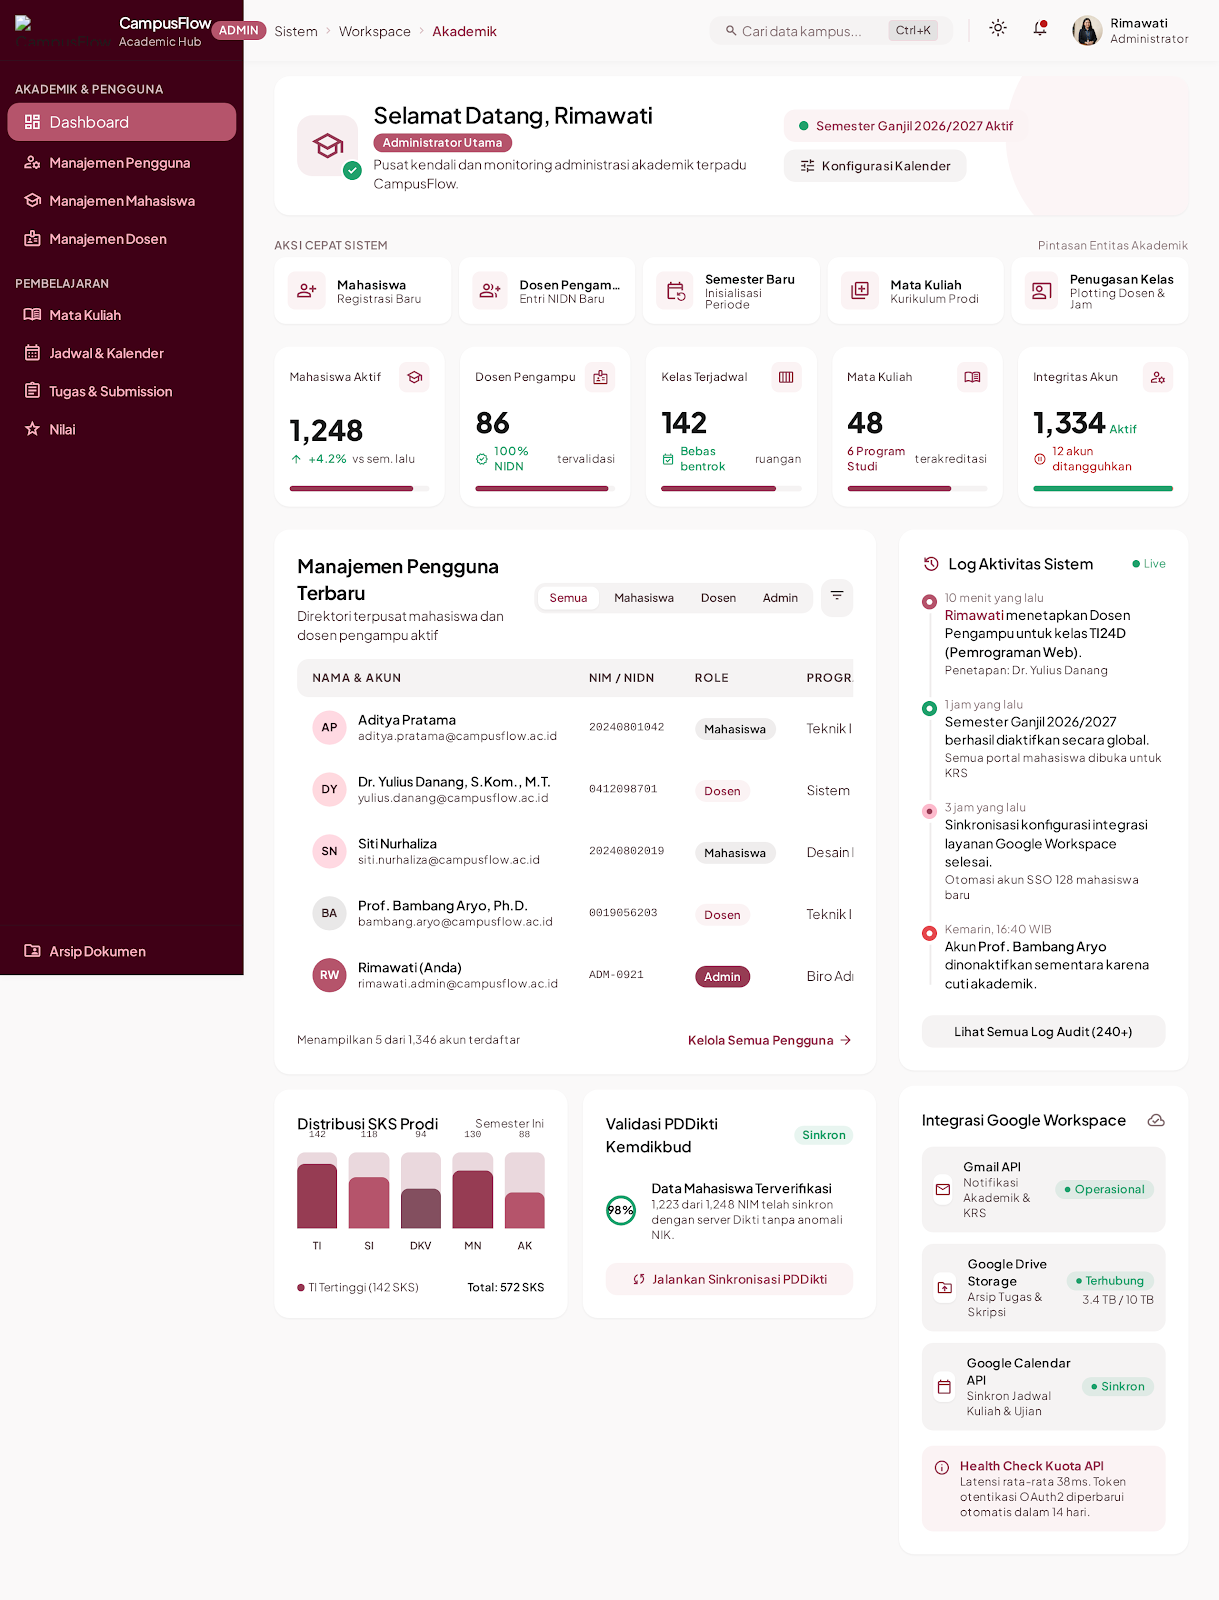 CampusFlow
CampusFlow
Academic Hub
ADMIN
Sistem
Workspace
Akademik
Cari data kampus...
Ctrl+K
Rimawati
Administrator
AKADEMIK & PENGGUNA
Dashboard
Manajemen Pengguna
Manajemen Mahasiswa
Manajemen Dosen
PEMBELAJARAN
Mata Kuliah
Jadwal & Kalender
Tugas & Submission
Nilai
Arsip Dokumen
Selamat Datang, Rimawati
Administrator Utama
Pusat kendali dan monitoring administrasi akademik terpadu
CampusFlow.
Semester Ganjil 2026/2027 Aktif
Konfigurasi Kalender
AKSI CEPAT SISTEM
Pintasan Entitas Akademik
Mahasiswa
Registrasi Baru
Dosen Pengam...
Entri NIDN Baru
Semester Baru
Inisialisasi
Periode
Mata Kuliah
Kurikulum Prodi
Penugasan Kelas
Plotting Dosen &
Jam
Mahasiswa Aktif
1,248
+4.2% vs sem. lalu
Dosen Pengampu
86
100%
NIDN
tervalidasi
Kelas Terjadwal
142
Bebas
bentrok
ruangan
Mata Kuliah
48
6 Program
Studi
terakreditasi
Integritas Akun
1,334 Aktif
12 akun
ditangguhkan
Manajemen Pengguna
Terbaru
Direktori terpusat mahasiswa dan
dosen pengampu aktif
Semua
Mahasiswa
Dosen
Admin
NAMA & AKUN
NIM / NIDN
ROLE
PROGR
AP
Aditya Pratama
aditya.pratama@campusflow.ac.id
20240801042
Mahasiswa
Teknik I
DY
Dr. Yulius Danang, S.Kom., M.T.
yulius.danang@campusflow.ac.id
0412098701
Dosen
Sistem
SN
Siti Nurhaliza
siti.nurhaliza@campusflow.ac.id
20240802019
Mahasiswa
Desain
BA
Prof. Bambang Aryo, Ph.D.
bambang.aryo@campusflow.ac.id
0019056203
Dosen
Teknik I
RW
Rimawati (Anda)
rimawati.admin@campusflow.ac.id
ADM-0921
Admin
Biro Adı
Menampilkan 5 dari 1,346 akun terdaftar
Kelola Semua Pengguna
Log Aktivitas Sistem
Live
10 menit yang lalu
Rimawati menetapkan Dosen
Pengampu untuk kelas TI24D
(Pemrograman Web).
Penetapan: Dr. Yulius Danang
1 jam yang lalu
Semester Ganjil 2026/2027
berhasil diaktifkan secara global.
Semua portal mahasiswa dibuka untuk
KRS
3 jam yang lalu
Sinkronisasi konfigurasi integrasi
layanan Google Workspace
selesai.
Otomasi akun SSO 128 mahasiswa
baru
Kemarin, 16:40 WIB
Akun Prof. Bambang Aryo
dinonaktifkan sementara karena
cuti akademik.
Lihat Semua Log Audit (240+)
Distribusi SKS Prodi
Semester Ini
142
118
94
130
88
TI
SI
DKV
MN
AK
TI Tertinggi (142 SKS)
Total: 572 SKS
Validasi PDDikti
Kemdikbud
Sinkron
98%
Data Mahasiswa Terverifikasi
1,223 dari 1,248 NIM telah sinkron
dengan server Dikti tanpa anomali
NIK.
Jalankan Sinkronisasi PDDikti
Integrasi Google Workspace
Gmail API
Notifikasi
Akademik &
KRS
Operasional
Google Drive
Storage
Arsip Tugas &
Skripsi
Terhubung
3.4 TB / 10 TB
Google Calendar
API
Sinkron Jadwal
Kuliah & Ujian
Sinkron
Health Check Kuota API
Latensi rata-rata 38ms. Token
otentikasi OAuth2 diperbarui
otomatis dalam 14 hari.